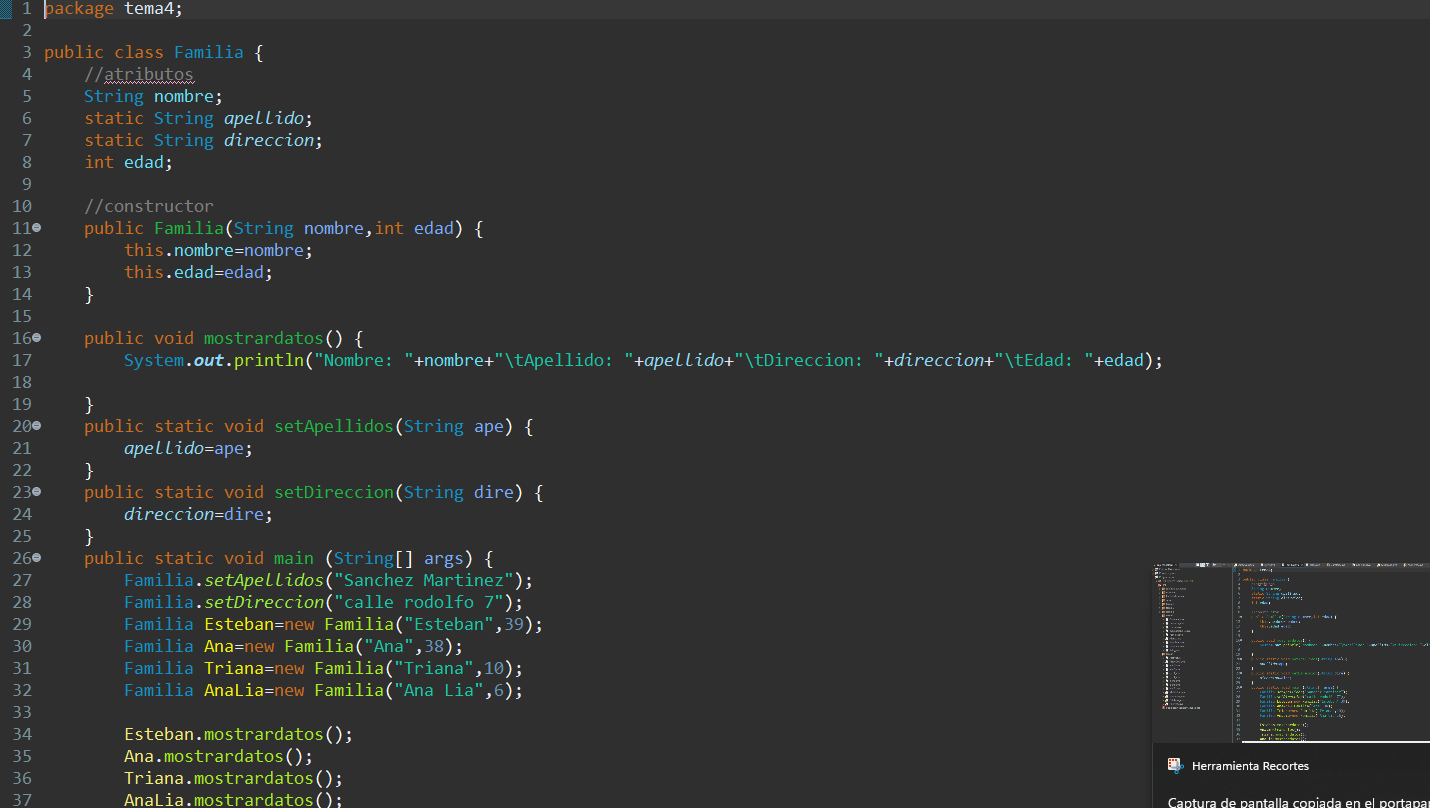 1 package tema4;
2
3 public class Familia {
4 //atributos
5 String nombre;
6 static String apellido;
7 static String direccion;
8 int edad;
9
10 //constructor
11 public Familia(String nombre,int edad) {
12 this.nombre=nombre;
13 this.edad=edad;
14 }
15
16 public void mostrardatos() {
17 System.out.println("Nombre: "+nombre+"\tApellido: "+apellido+"\tDireccion: "+direccion+"\tEdad: "+edad);
18
19 }
20 public static void setApellidos(String ape) {
21 apellido=ape;
22 }
23 public static void setDireccion(String dire) {
24 direccion=dire;
25 }
26 public static void main (String[] args) {
27 Familia.setApellidos("Sanchez Martinez");
28 Familia.setDireccion("calle rodolfo 7");
29 Familia Esteban=new Familia("Esteban",39);
30 Familia Ana=new Familia("Ana",38);
31 Familia Triana=new Familia("Triana",10);
32 Familia AnaLia=new Familia("Ana Lia",6);
33
34 Esteban.mostrardatos();
35 Ana.mostrardatos();
36 Triana.mostrardatos();
37 AnaLia.mostrardatos();
Herramienta Recortes
Captura de pantalla copiada en el portapap